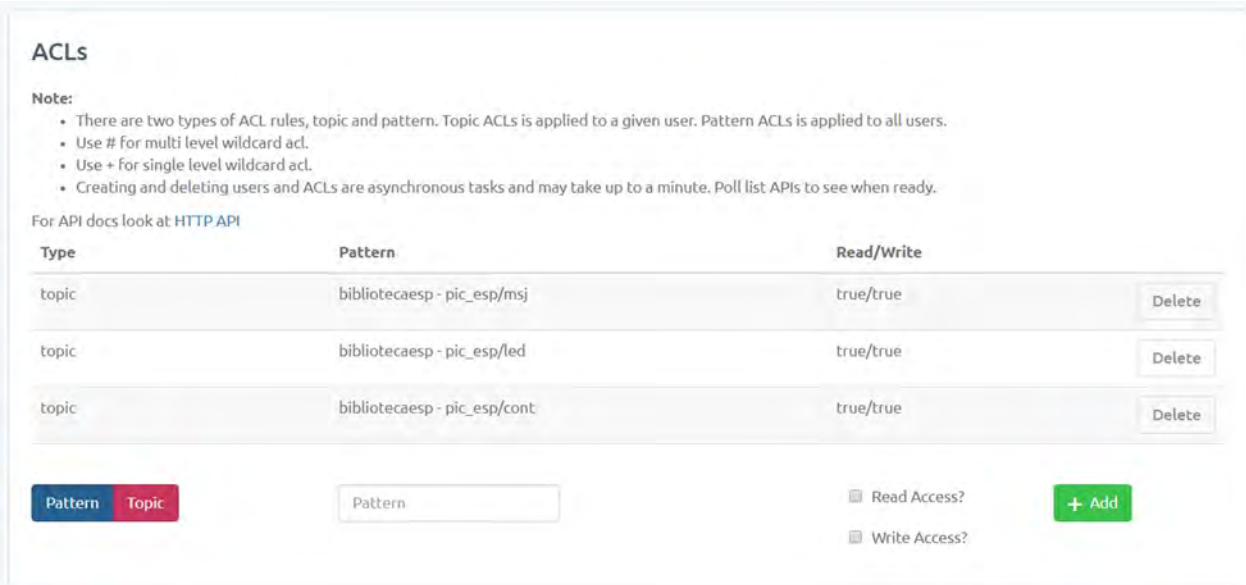 ACLs
Note:
• There are two types of ACL rules, topic and pattern. Topic ACLs is applied to a given user. Pattern ACLs is applied to all users.
• Use # for multi level wildcard acl.
• Use + for single level wildcard acl.
• Creating and deleting users and ACLs are asynchronous tasks and may take up to a minute. Poll list APIs to see when ready.
For API docs look at HTTP API
Type Pattern Read/Write
topic bibliotecaesp - pic_esp/msj true/true Delete
topic bibliotecaesp - pic_esp/led true/true Delete
topic bibliotecaesp - pic_esp/cont true/true Delete
Pattern Topic Pattern Read Access? + Add
Write Access?